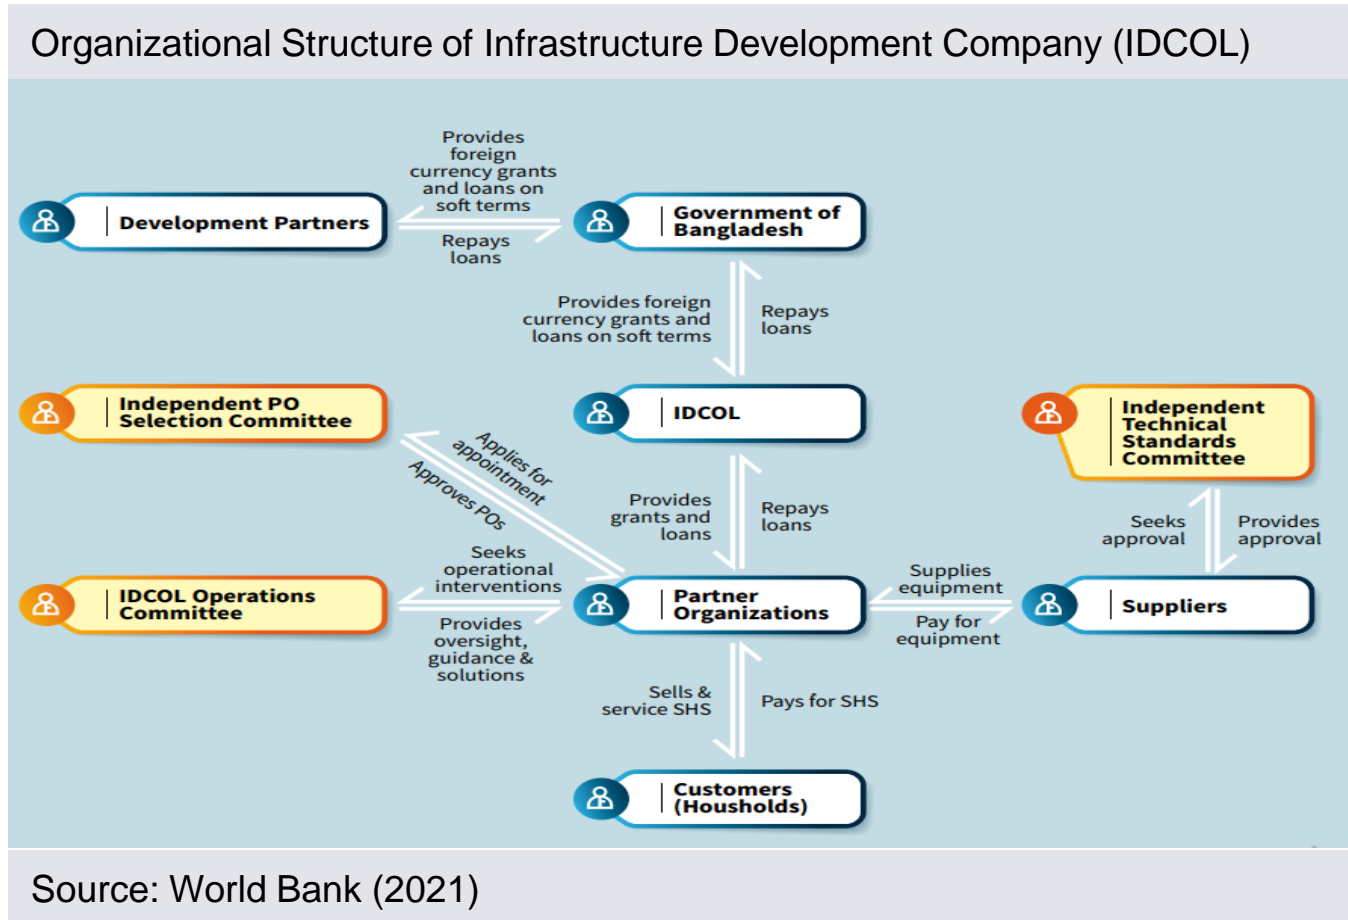 Organizational Structure of Infrastructure Development Company (IDCOL)
Provides
foreign
currency grants
and loans on
soft terms
Development Partners
Government of
Bangladesh
Repays
loans
Provides foreign
currency grants and
loans on soft terms
Repays
loans
Independent PO
Selection Committee
IDCOL
Independent
Technical
Standards
Committee
Applies for
appointment
Approves POs
Provides
grants and
loans
Repays
loans
Seeks
approval
Provides
approval
Seeks
operational
interventions
IDCOL Operations
Committee
Provides
oversight,
guidance &
solutions
Partner
Organizations
Supplies
equipment
Pay for
equipment
Suppliers
Sells &
service SHS
Pays for SHS
Customers
(Housholds)
Source: World Bank (2021)